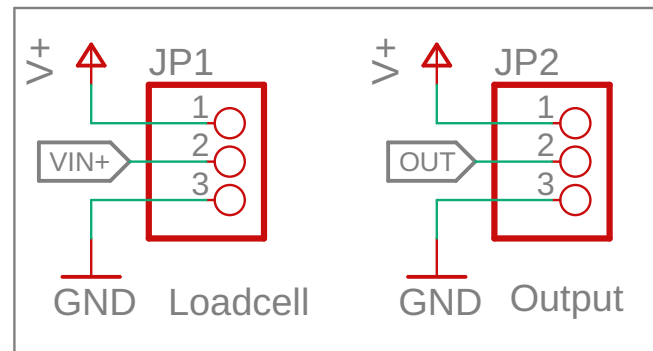 V+
JP1
1
VIN+
2
3
GND
Loadcell
V+
JP2
1
OUT
2
3
GND
Output